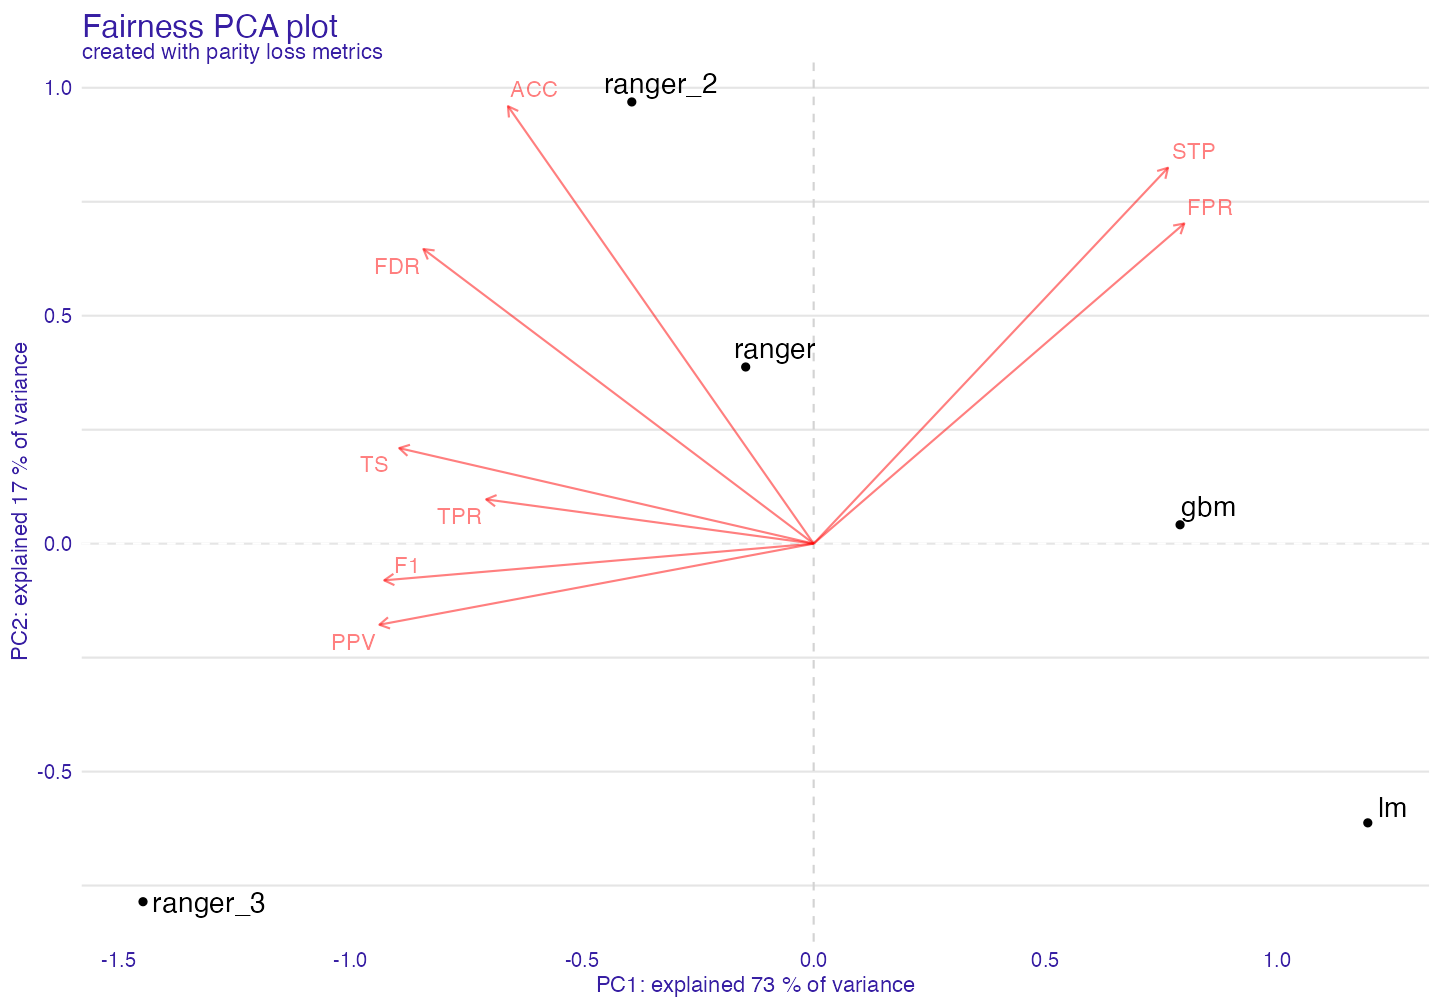 Fairness PCA plot
created with parity loss metrics
1.0
ACC
ranger_2
STP
FPR
FDR
0.5
ranger
TS
TPR
gbm
0.0
F1
PPV
-0.5
lm
ranger_3
-1.5
-1.0
-0.5
0.0
0.5
1.0
PC1: explained 73 % of variance
PC2: explained 17 % of variance